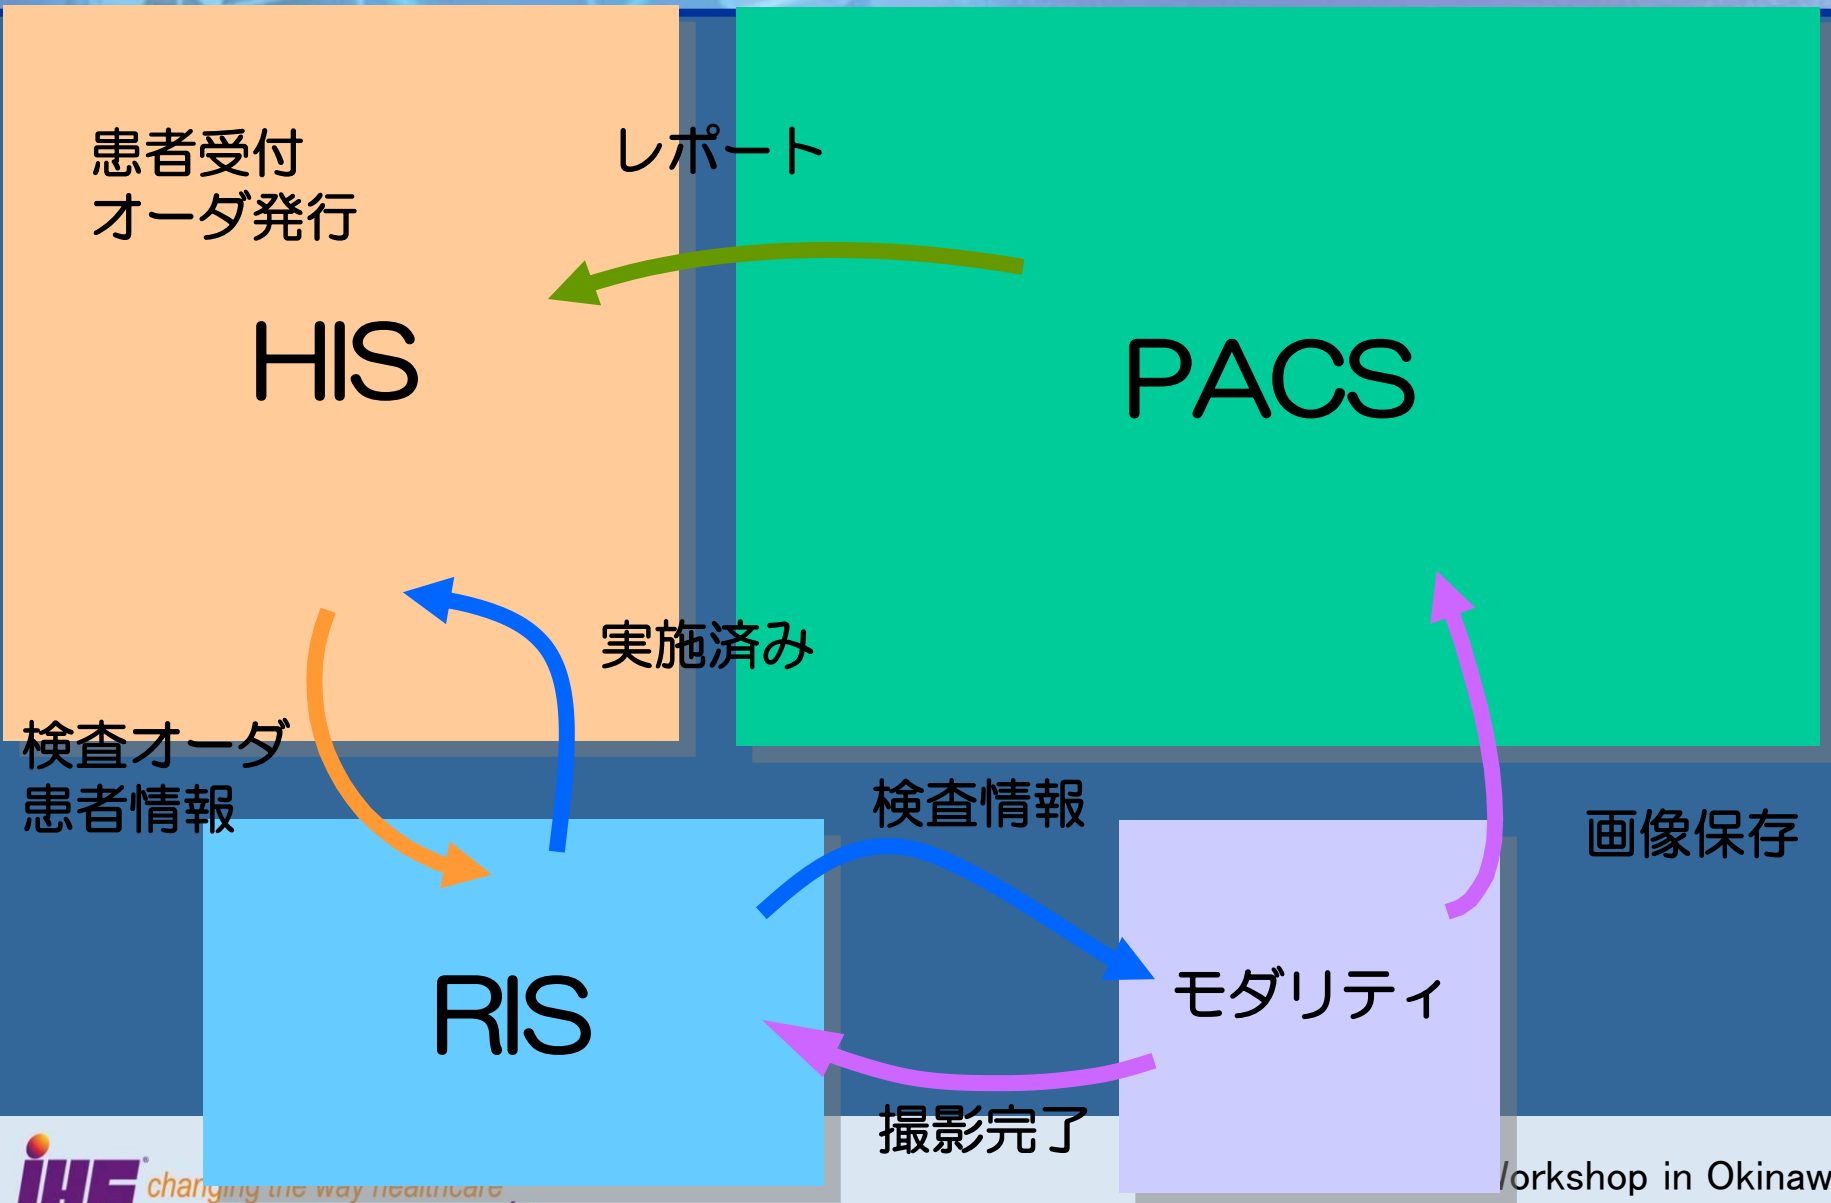 患者受付
オーダ発行
レポート
HIS
PACS
実施済み
検査オーダ
患者情報
検査情報
画像保存
RIS
モダリティ
撮影完了
iHE
changing the way healthcare
in Okinaw